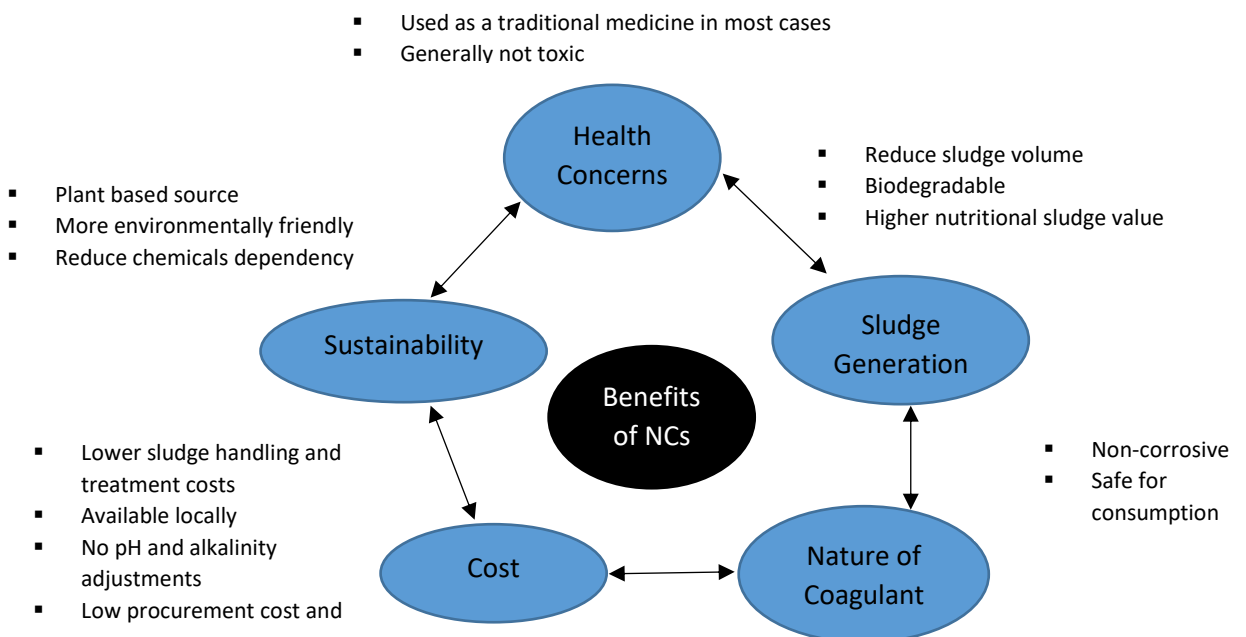 ▪ Used as a traditional medicine in most cases
▪ Generally not toxic
Health
Concerns
▪ Reduce sludge volume
▪ Biodegradable
▪ Higher nutritional sludge value
▪ Plant based source
▪ More environmentally friendly
▪ Reduce chemicals dependency
Sustainability
Sludge
Generation
Benefits
of NCs
▪ Lower sludge handling and
treatment costs
▪ Available locally
▪ No pH and alkalinity
adjustments
▪ Low procurement cost and
▪ Non-corrosive
▪ Safe for
consumption
Cost
Nature of
Coagulant